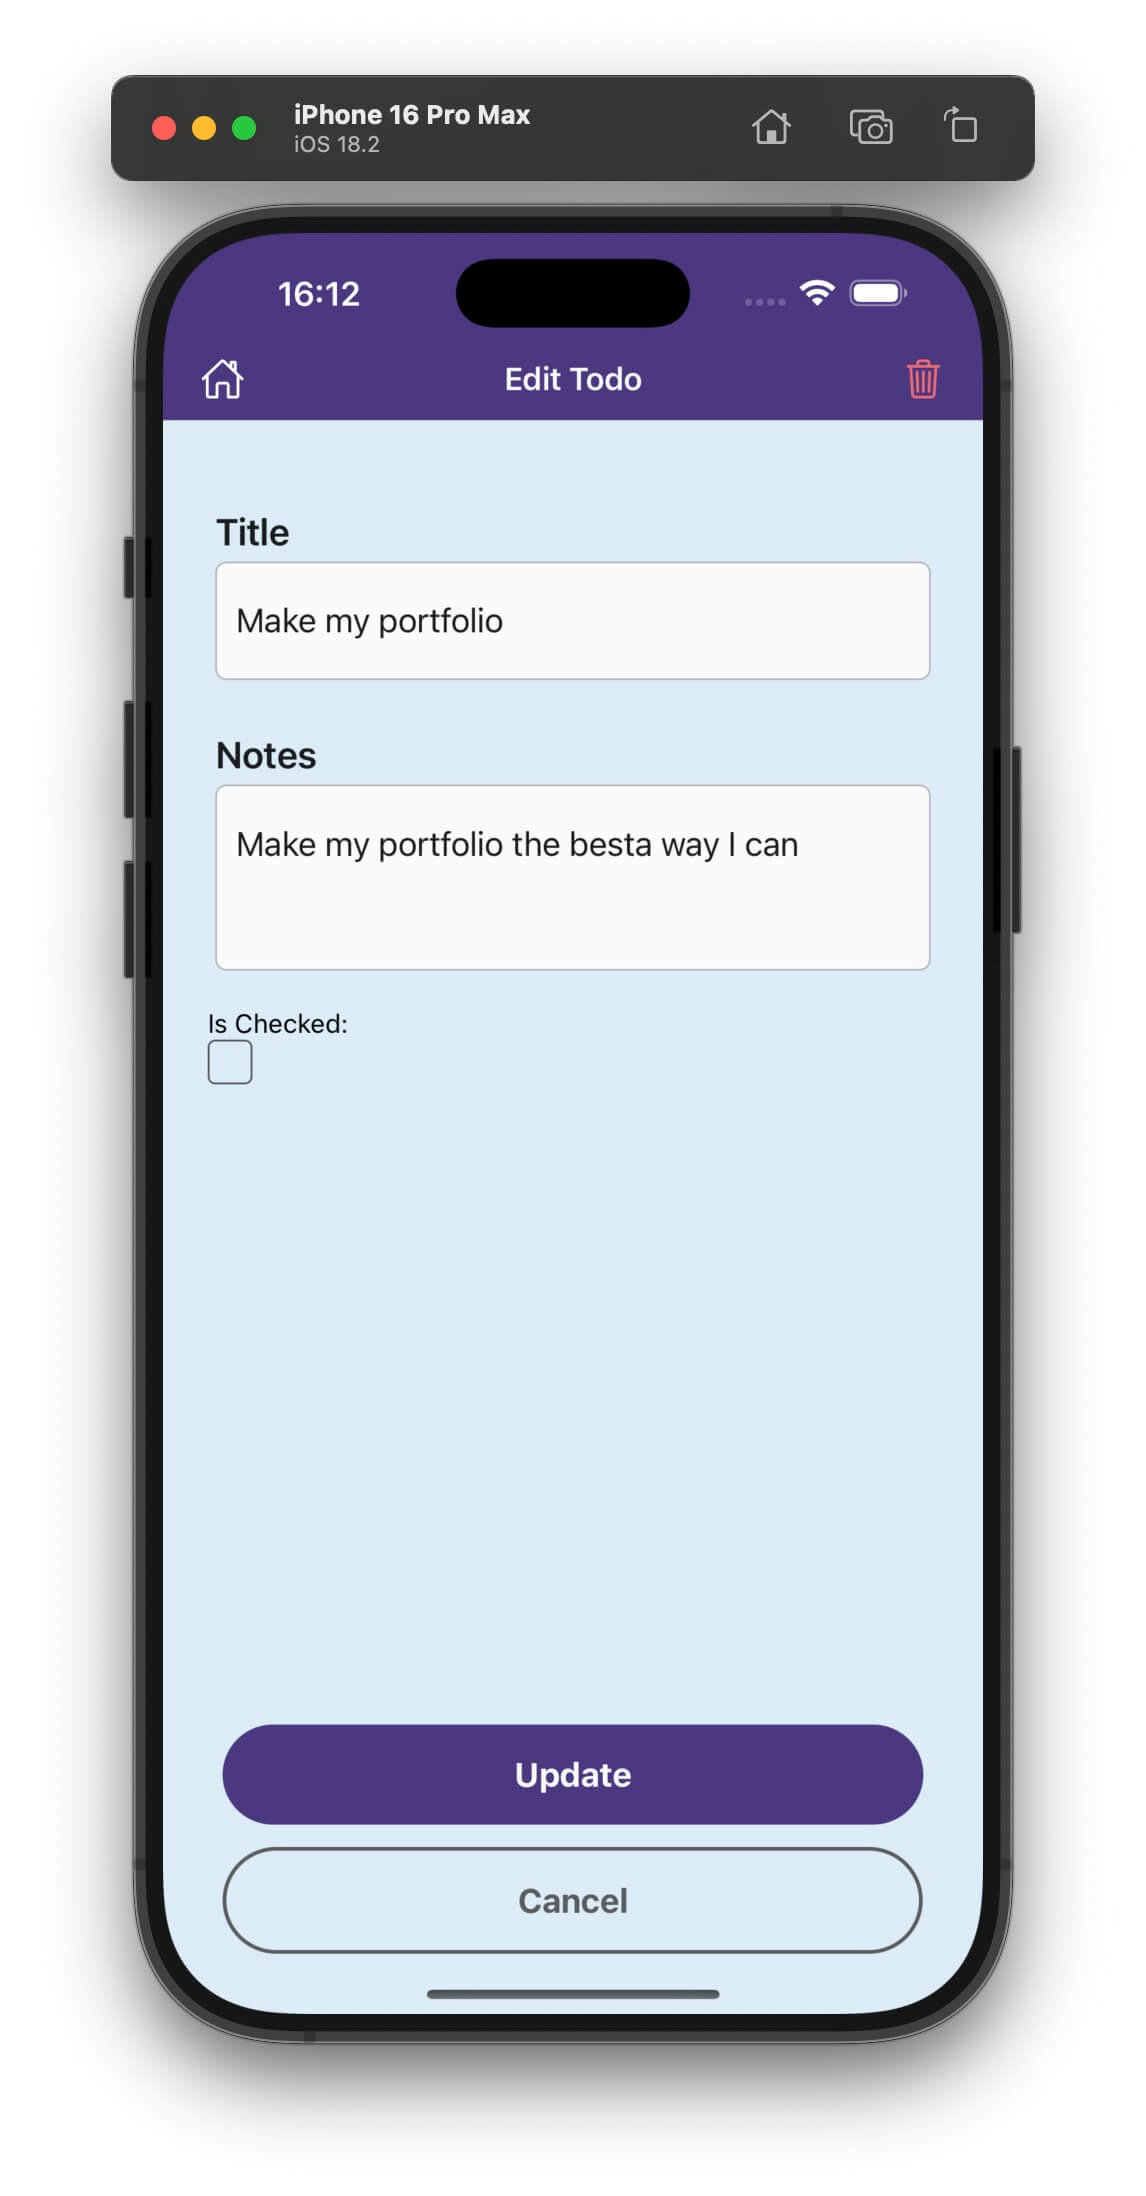 iPhone 16 Pro Max
iOS 18.2
16:12
Edit Todo
Title
Make my portfolio
Notes
Make my portfolio the besta way I can
Is Checked:
Update
Cancel